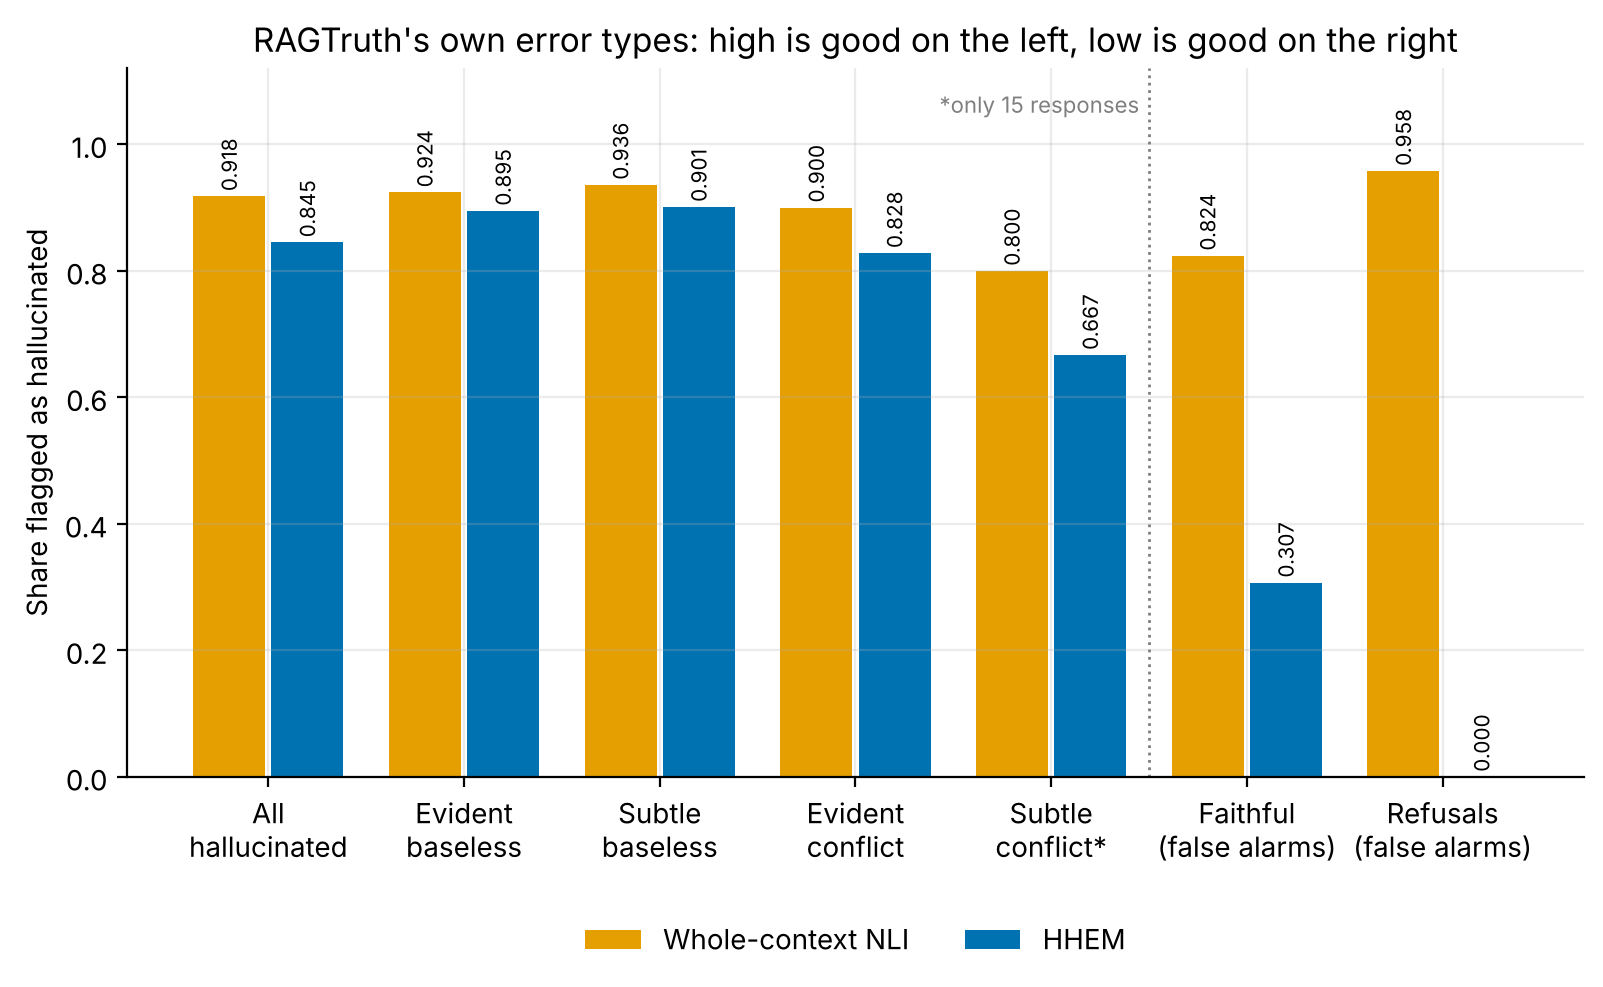 RAGTruth's own error types: high is good on the left, low is good on the right
*only 15 responses
Share flagged as hallucinated
1.0
0.8
0.6
0.4
0.2
0.0
0.918
0.845
0.924
0.895
0.936
0.901
0.900
0.828
0.800
0.667
0.824
0.307
0.958
0.000
All
hallucinated
Evident
baseless
Subtle
baseless
Evident
conflict
Subtle
conflict*
Faithful
(false alarms)
Refusals
(false alarms)
Whole-context NLI
HHEM